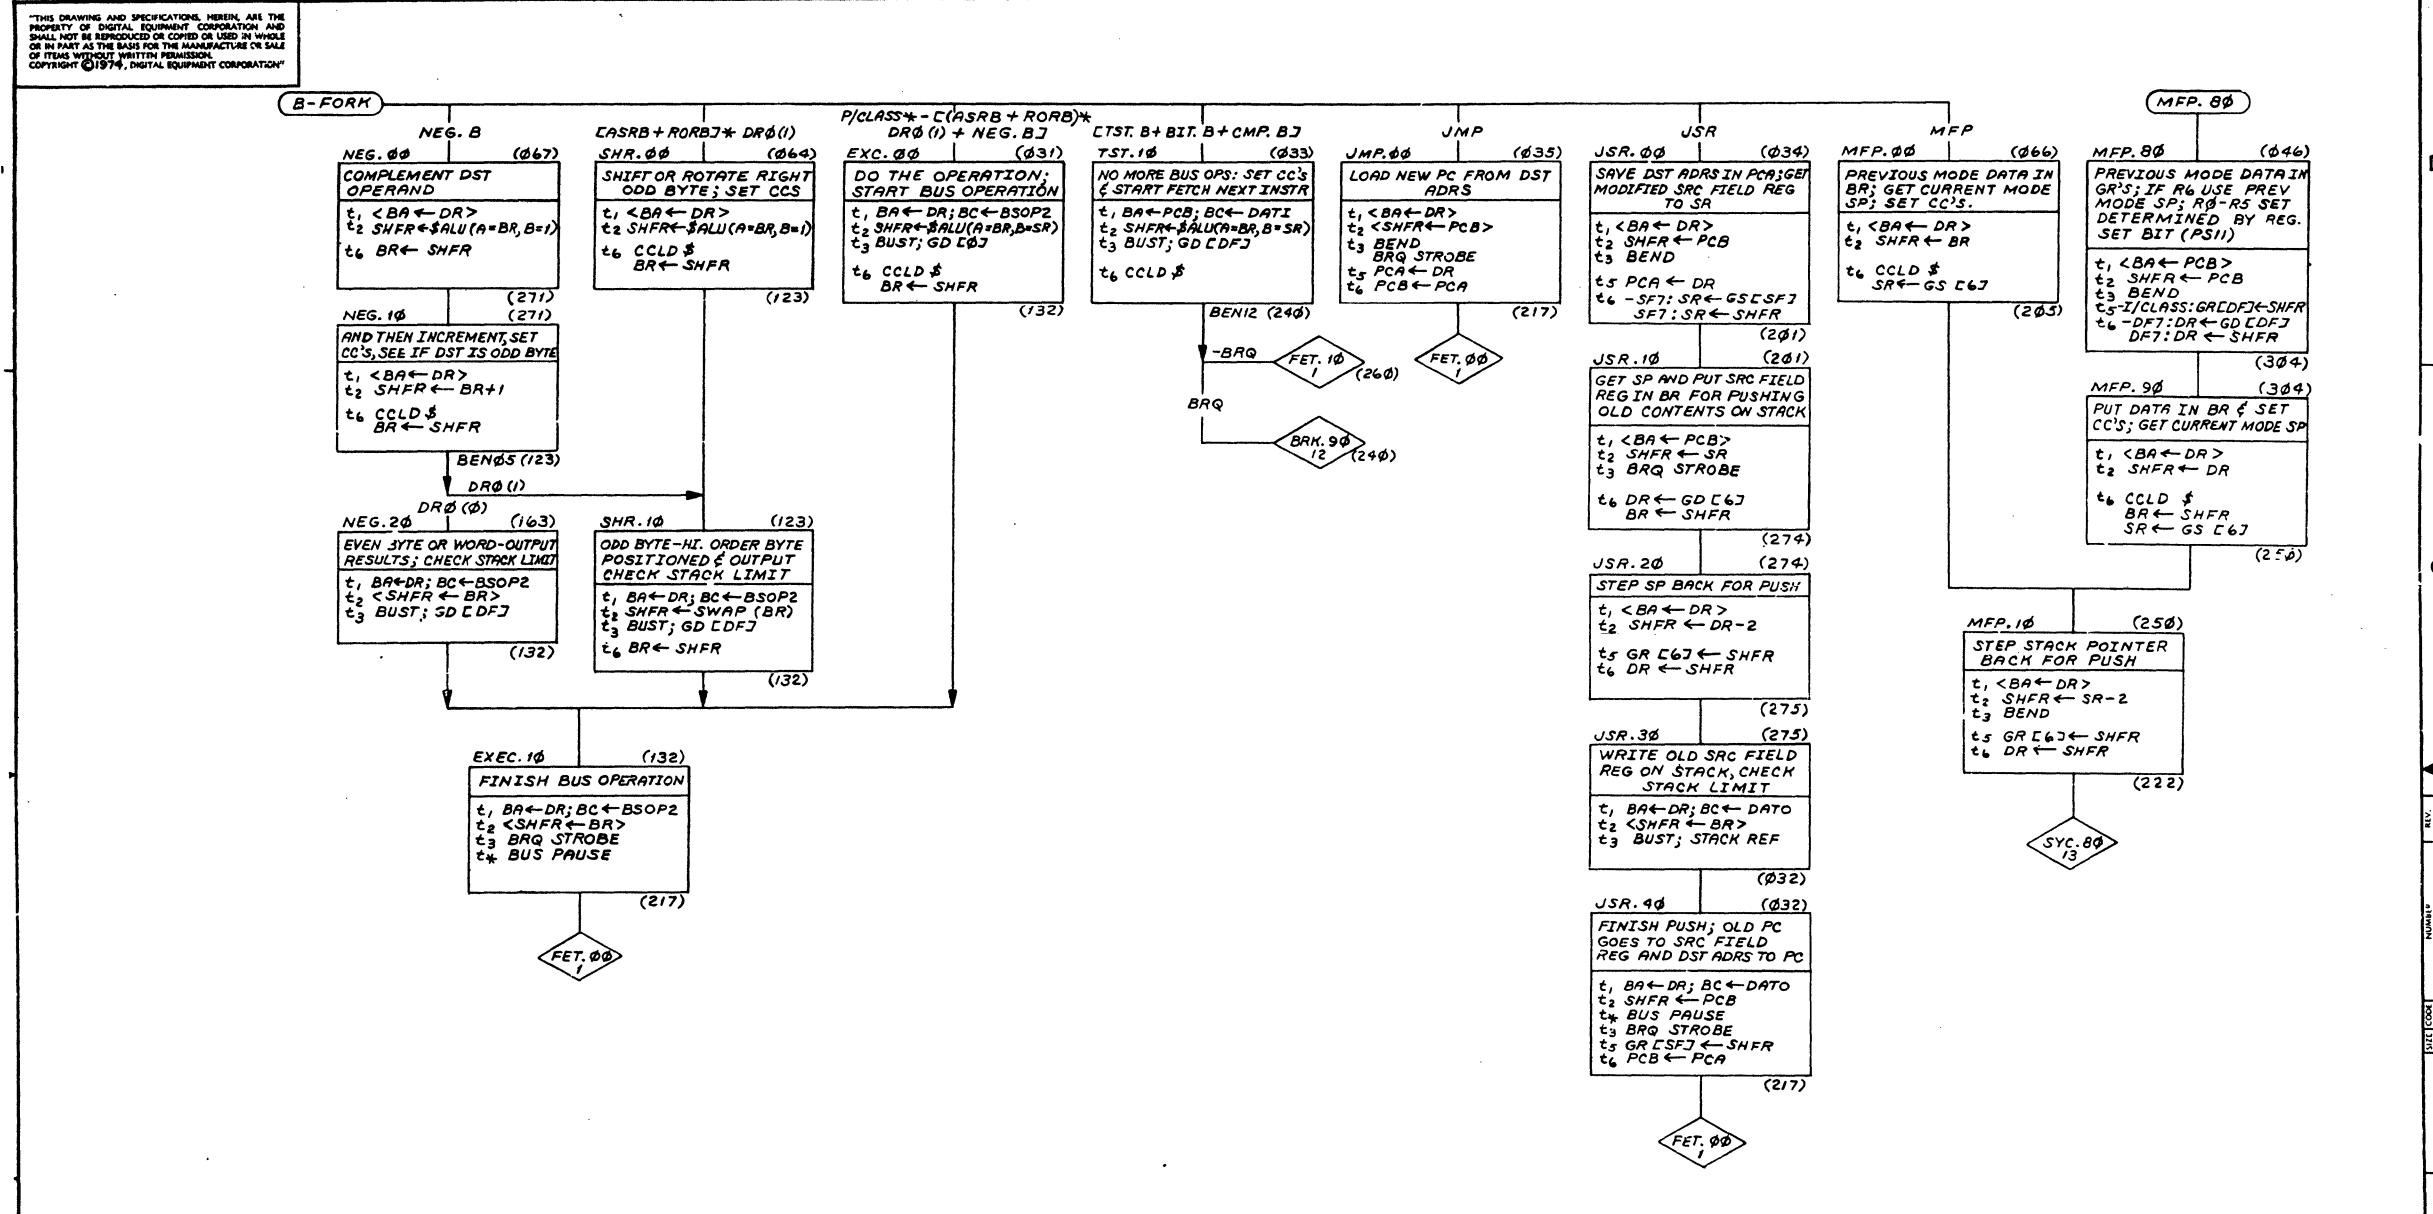 "THIS DRAWING AND SPECIFICATIONS, HEREIN, ARE THE
PROPERTY OF DIGITAL EQUIPMENT CORPORATION AND
SHALL NOT BE REPRODUCED OR COPIED OR USED IN WHOLE
OR IN PART AS THE BASIS FOR THE MANUFACTURE OR SALE
OF ITEMS WITHOUT WRITTEN PERMISSION.
COPYRIGHT ©1974, DIGITAL EQUIPMENT CORPORATION"
B-FORK
NEG. B
NEG.ØØ (Ø67)
COMPLEMENT DST
OPERAND
t1 <BA←DR>
t2 SHFR←$ALU(A=BR,B=1)
t6 BR←SHFR
(271)
NEG.1Ø (271)
AND THEN INCREMENT, SET
CC'S, SEE IF DST IS ODD BYTE
t1 <BA←DR>
t2 SHFR←BR+1
t6 CCLD $
BR←SHFR
BENØ5 (123)
DRØ(1)
DRØ(Ø)
NEG.2Ø (163)
EVEN BYTE OR WORD-OUTPUT
RESULTS; CHECK STACK LIMIT
t1 BA←DR; BC←BSOP2
t2 <SHFR←BR>
t3 BUST; GD [DF]
(132)
[ASRB+RORB]* DRØ(1)
SHR.ØØ (Ø64)
SHIFT OR ROTATE RIGHT
ODD BYTE; SET CCS
t1 <BA←DR>
t2 SHFR←$ALU(A=BR,B=1)
t6 CCLD $
BR←SHFR
(123)
SHR.1Ø (123)
ODD BYTE-HI. ORDER BYTE
POSITIONED & OUTPUT
CHECK STACK LIMIT
t1 BA←DR; BC←BSOP2
t2 SHFR←SWAP (BR)
t3 BUST; GD [DF]
t6 BR←SHFR
(132)
P/CLASS*-[(ASRB+RORB)*
DRØ(1)+NEG.B]
EXC.ØØ (Ø31)
DO THE OPERATION;
START BUS OPERATION
t1 BA←DR; BC←BSOP2
t2 SHFR←$ALU(A=BR,B=SR)
t3 BUST; GD [Ø]
t6 CCLD $
BR←SHFR
(132)
EXEC.1Ø (132)
FINISH BUS OPERATION
t1 BA←DR; BC←BSOP2
t2 <SHFR←BR>
t3 BRQ STROBE
t* BUS PAUSE
(217)
FET.ØØ
1
[TST.B+BIT.B+CMP.B]
TST.1Ø (Ø33)
NO MORE BUS OPS: SET CC's
& START FETCH NEXT INSTR
t1 BA←PCB; BC←DATI
t2 SHFR←$ALU(A=BR,B=SR)
t3 BUST; GD [DF]
t6 CCLD $
BEN12 (24Ø)
-BRQ
FET.1Ø
1
(26Ø)
BRQ
BRK.9Ø
12
(24Ø)
JMP
JMP.ØØ (Ø35)
LOAD NEW PC FROM DST
ADRS
t1 <BA←DR>
t2 <SHFR←PCB>
t3 BEND
BRQ STROBE
t5 PCA←DR
t6 PCB←PCA
(217)
FET.ØØ
1
JSR
JSR.ØØ (Ø34)
SAVE DST ADRS IN PCA; GET
MODIFIED SRC FIELD REG
TO SR
t1 <BA←DR>
t2 SHFR←PCB
t3 BEND
t5 PCA←DR
t6 -SF7: SR←GS[SF]
SF7: SR←SHFR
(2Ø1)
JSR.1Ø (2Ø1)
GET SP AND PUT SRC FIELD
REG IN BR FOR PUSHING
OLD CONTENTS ON STACK
t1 <BA←PCB>
t2 SHFR←SR
t3 BRQ STROBE
t6 DR←GD [6]
BR←SHFR
(274)
JSR.2Ø (274)
STEP SP BACK FOR PUSH
t1 <BA←DR>
t2 SHFR←DR-2
t5 GR [6]←SHFR
t6 DR←SHFR
(275)
JSR.3Ø (275)
WRITE OLD SRC FIELD
REG ON STACK, CHECK
STACK LIMIT
t1 BA←DR; BC←DATO
t2 <SHFR←BR>
t3 BUST; STACK REF
(Ø32)
JSR.4Ø (Ø32)
FINISH PUSH; OLD PC
GOES TO SRC FIELD
REG AND DST ADRS TO PC
t1 BA←DR; BC←DATO
t2 SHFR←PCB
t* BUS PAUSE
t3 BRQ STROBE
t5 GR[SF]←SHFR
t6 PCB←PCA
(217)
FET.ØØ
1
MFP
MFP.ØØ (Ø66)
PREVIOUS MODE DATA IN
BR; GET CURRENT MODE
SP; SET CC'S.
t1 <BA←DR>
t2 SHFR←BR
t6 CCLD $
SR←GS [6]
(2Ø5)
MFP.8Ø
MFP.8Ø (Ø46)
PREVIOUS MODE DATA IN
GR'S; IF R6 USE PREV
MODE SP; RØ-R5 SET
DETERMINED BY REG.
SET BIT (PS11)
t1 <BA←PCB>
t2 SHFR←PCB
t3 BEND
t5-I/CLASS:GR[DF]←SHFR
t6 -DF7:DR←GD[DF]
DF7:DR←SHFR
(3Ø4)
MFP.9Ø (3Ø4)
PUT DATA IN BR & SET
CC'S; GET CURRENT MODE SP
t1 <BA←DR>
t2 SHFR←DR
t6 CCLD $
BR←SHFR
SR←GS [6]
(25Ø)
MFP.1Ø (25Ø)
STEP STACK POINTER
BACK FOR PUSH
t1 <BA←DR>
t2 SHFR←SR-2
t3 BEND
t5 GR[6]←SHFR
t6 DR←SHFR
(222)
SYC.8Ø
13
REV.
NUMBER
SIZE CODE